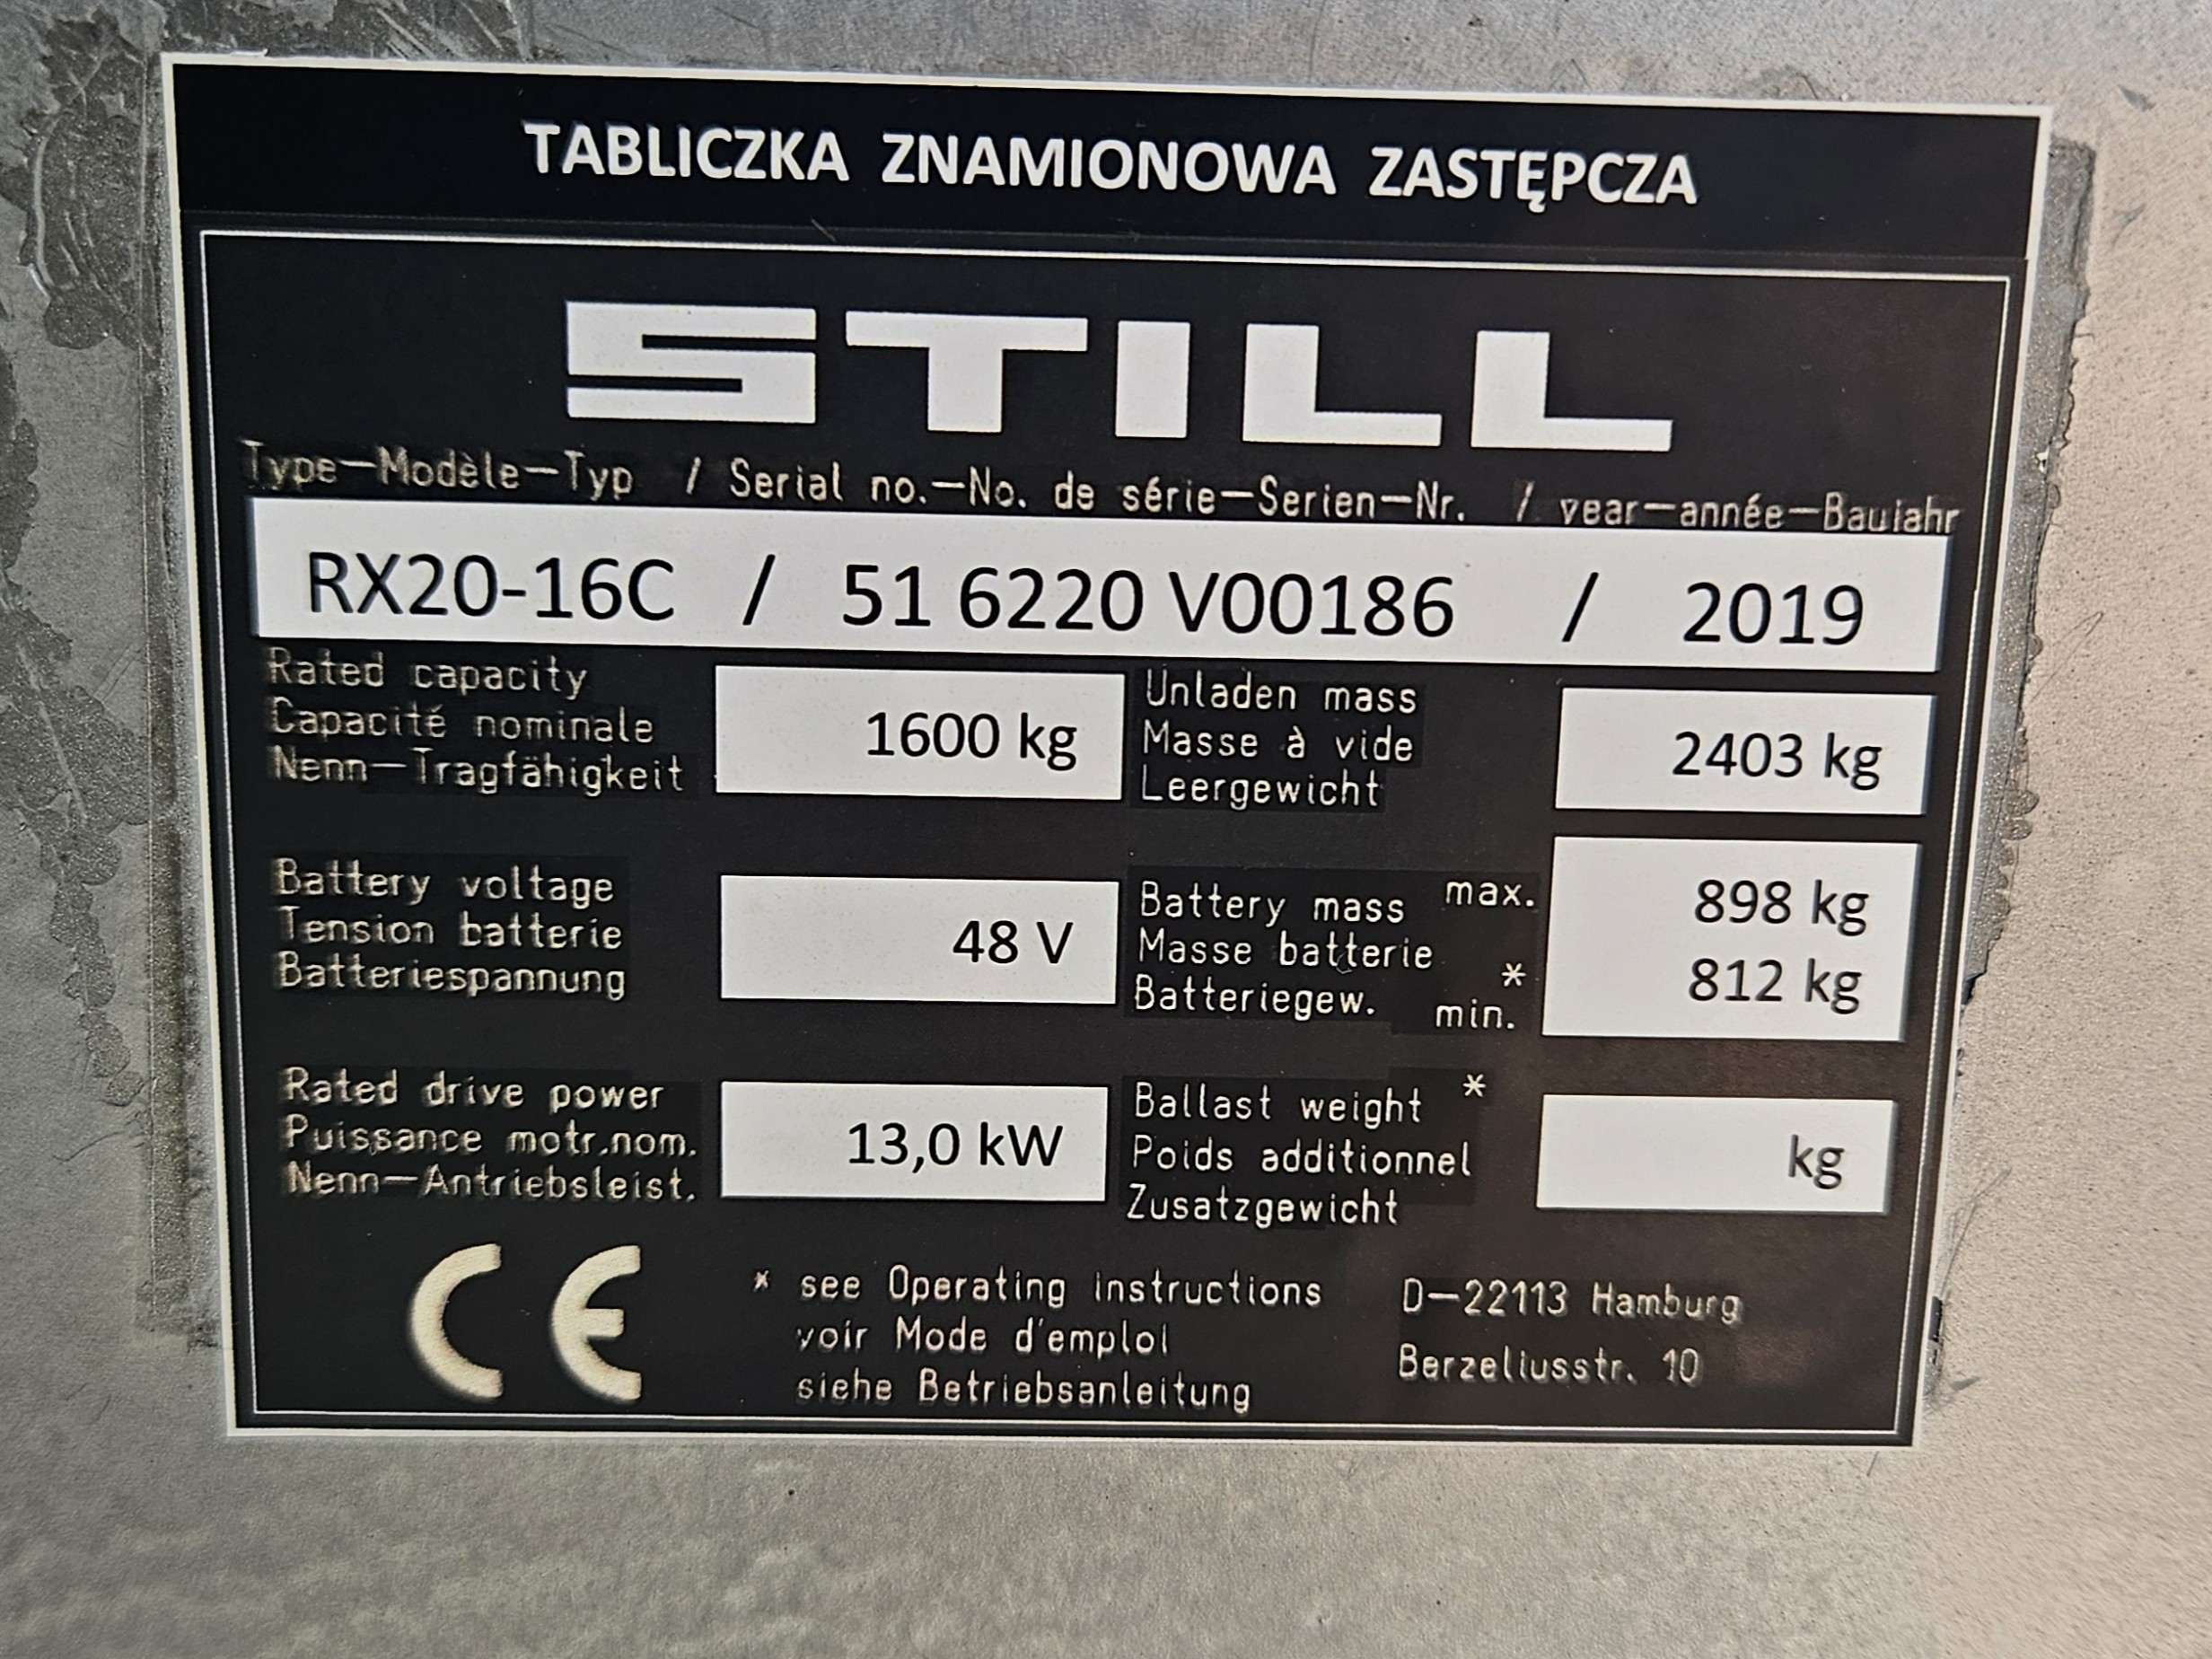 TABLICZKA ZNAMIONOWA ZASTĘPCZA
STILL
Type-Modèle-Typ / Serial no.-No. de série-Serien-Nr. / year-année-Baujahr
RX20-16C / 51 6220 V00186 / 2019
Rated capacity
Capacité nominale
Nenn-Tragfähigkeit
1600 kg
Unladen mass
Masse à vide
Leergewicht
2403 kg
Battery voltage
Tension batterie
Batteriespannung
48 V
Battery mass max.
Masse batterie
Batteriegew. * min.
898 kg
812 kg
Rated drive power
Puissance motr.nom.
Nenn-Antriebsleist.
13,0 kW
Ballast weight *
Poids additionnel
Zusatzgewicht
kg
CE
* see Operating instructions
voir Mode d'emploi
siehe Betriebsanleitung
D-22113 Hamburg
Berzeliusstr. 10